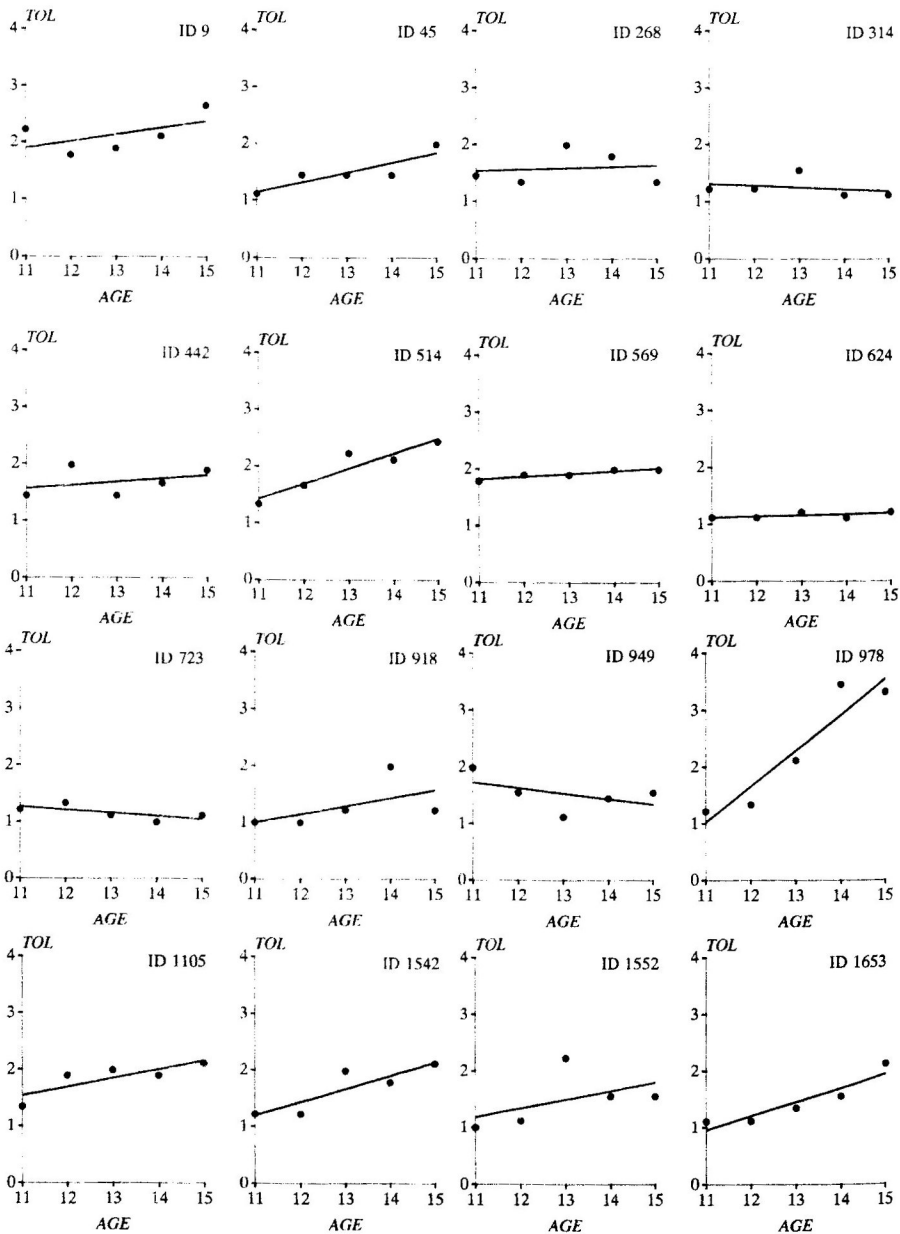 TOL TOL TOL TOL
4 ID 9 4 ID 45 4 ID 268 4 ID 314
3 3 3 3
2 2 2 2
1 1 1 1
0 0 0 0
11 12 13 14 15 11 12 13 14 15 11 12 13 14 15 11 12 13 14 15
AGE AGE AGE AGE
TOL TOL TOL TOL
4 ID 442 4 ID 514 4 ID 569 4 ID 624
3 3 3 3
2 2 2 2
1 1 1 1
0 0 0 0
11 12 13 14 15 11 12 13 14 15 11 12 13 14 15 11 12 13 14 15
AGE AGE AGE AGE
TOL TOL TOL TOL
4 ID 723 4 ID 918 4 ID 949 4 ID 978
3 3 3 3
2 2 2 2
1 1 1 1
0 0 0 0
11 12 13 14 15 11 12 13 14 15 11 12 13 14 15 11 12 13 14 15
AGE AGE AGE AGE
TOL TOL TOL TOL
4 ID 1105 4 ID 1542 4 ID 1552 4 ID 1653
3 3 3 3
2 2 2 2
1 1 1 1
0 0 0 0
11 12 13 14 15 11 12 13 14 15 11 12 13 14 15 11 12 13 14 15
AGE AGE AGE AGE